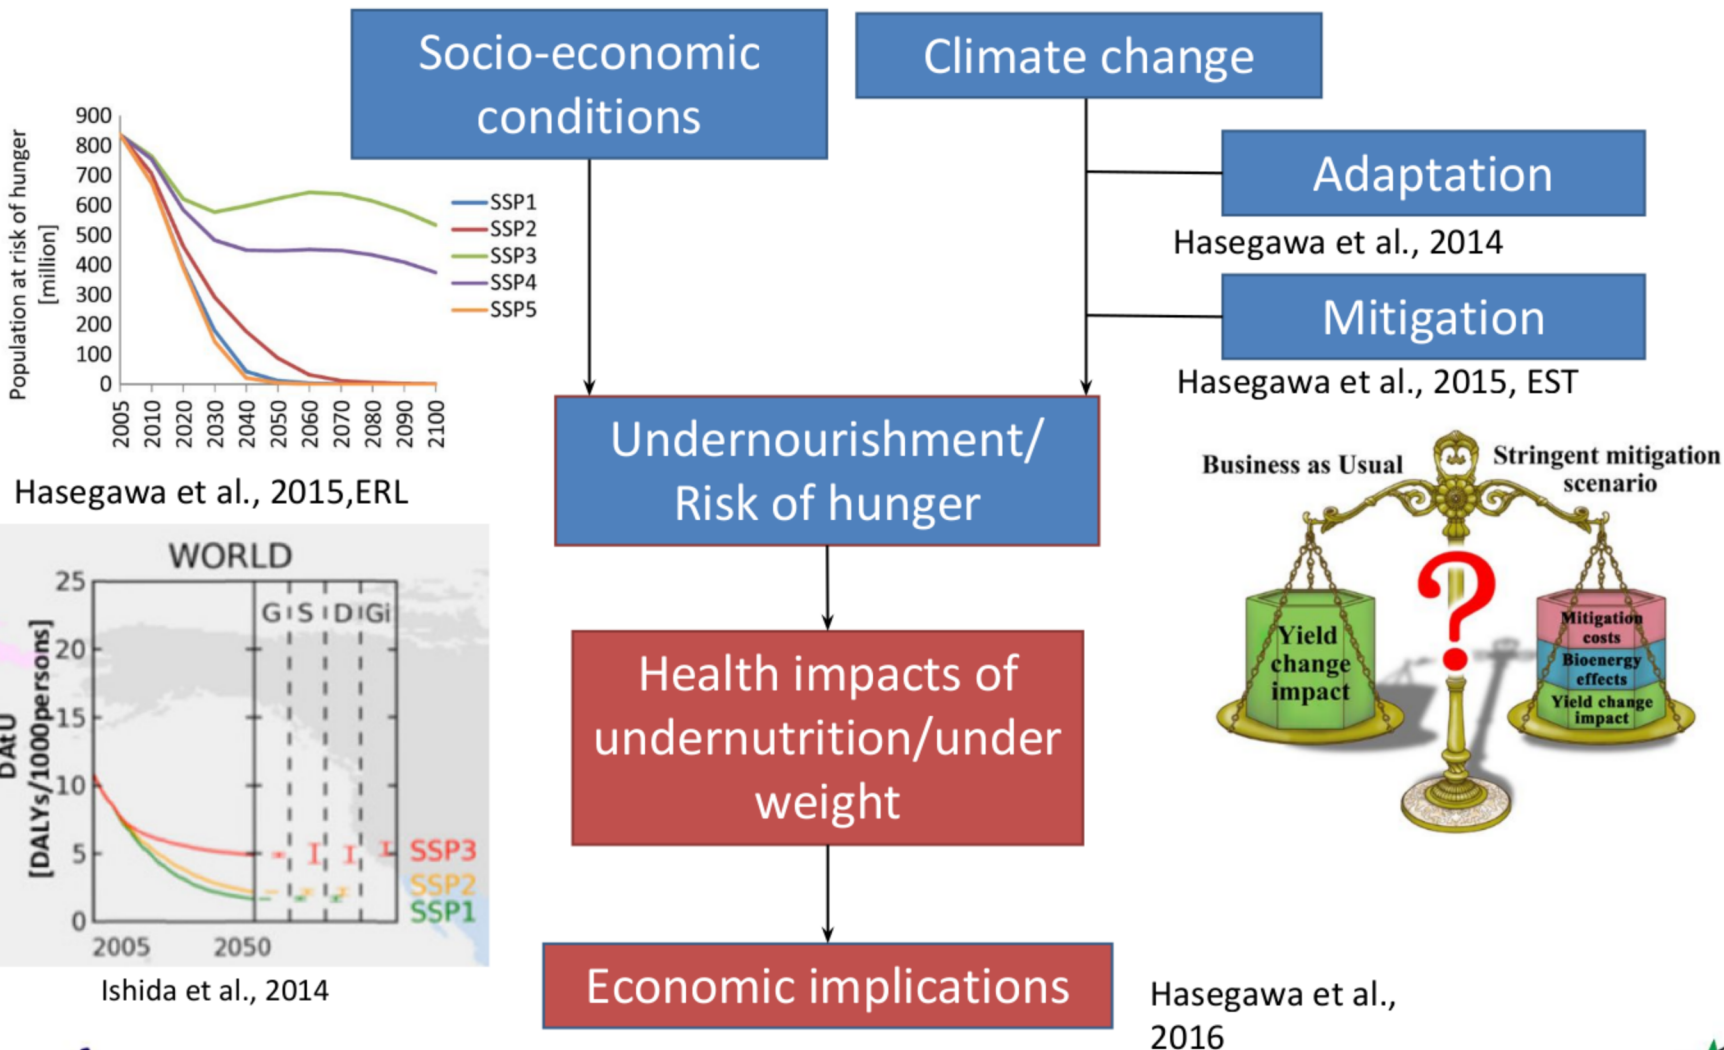 Socio-economic
conditions
Climate change
Adaptation
Hasegawa et al., 2014
Mitigation
Hasegawa et al., 2015, EST
Population at risk of hunger
[million]
900
800
700
600
500
400
300
200
100
0
2005
2010
2020
2030
2040
2050
2060
2070
2080
2090
2100
SSP1
SSP2
SSP3
SSP4
SSP5
Hasegawa et al., 2015,ERL
Undernourishment/
Risk of hunger
Business as Usual
Stringent mitigation
scenario
?
Yield
change
impact
Mitigation
costs
Bioenergy
effects
Yield change
impact
WORLD
DAtU
[DALYs/1000persons]
25
20
15
10
5
0
G S D Gi
SSP3
SSP2
SSP1
2005 2050
Ishida et al., 2014
Health impacts of
undernutrition/under
weight
Economic implications
Hasegawa et al.,
2016